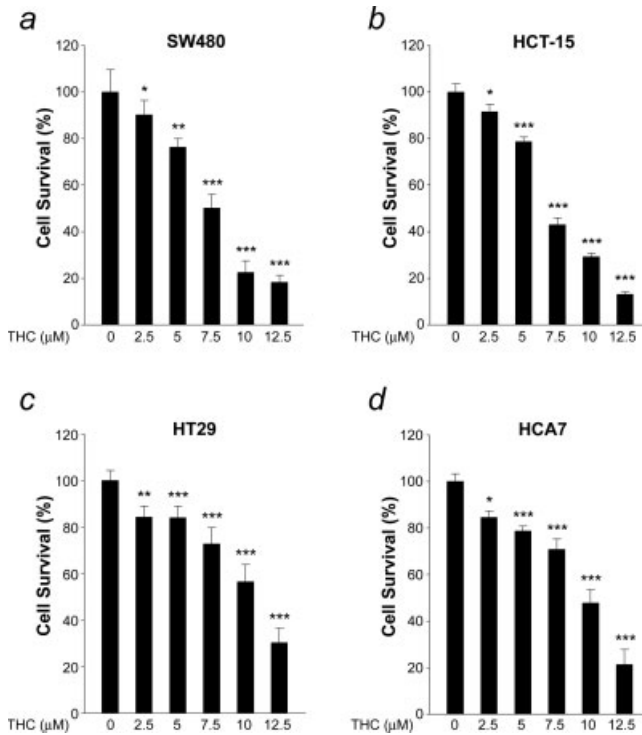 a
SW480
Cell Survival (%)
120
100
80
60
40
20
0
* ** *** *** ***
THC (μM) 0 2.5 5 7.5 10 12.5
b
HCT-15
Cell Survival (%)
120
100
80
60
40
20
0
* *** *** *** ***
THC (μM) 0 2.5 5 7.5 10 12.5
c
HT29
Cell Survival (%)
120
100
80
60
40
20
0
** *** *** *** ***
THC (μM) 0 2.5 5 7.5 10 12.5
d
HCA7
Cell Survival (%)
120
100
80
60
40
20
0
* *** *** *** ***
THC (μM) 0 2.5 5 7.5 10 12.5